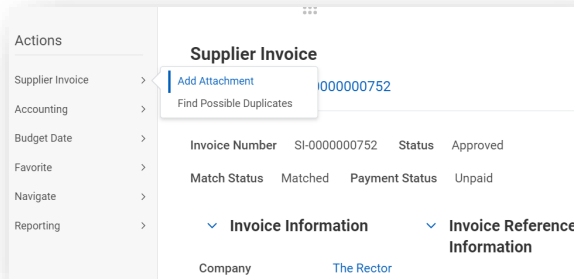 Actions
Supplier Invoice
Accounting
Budget Date
Favorite
Navigate
Reporting
Add Attachment
Find Possible Duplicates
Supplier Invoice
0000000752
Invoice Number SI-0000000752 Status Approved
Match Status Matched Payment Status Unpaid
Invoice Information
Invoice Reference
Information
Company The Rector